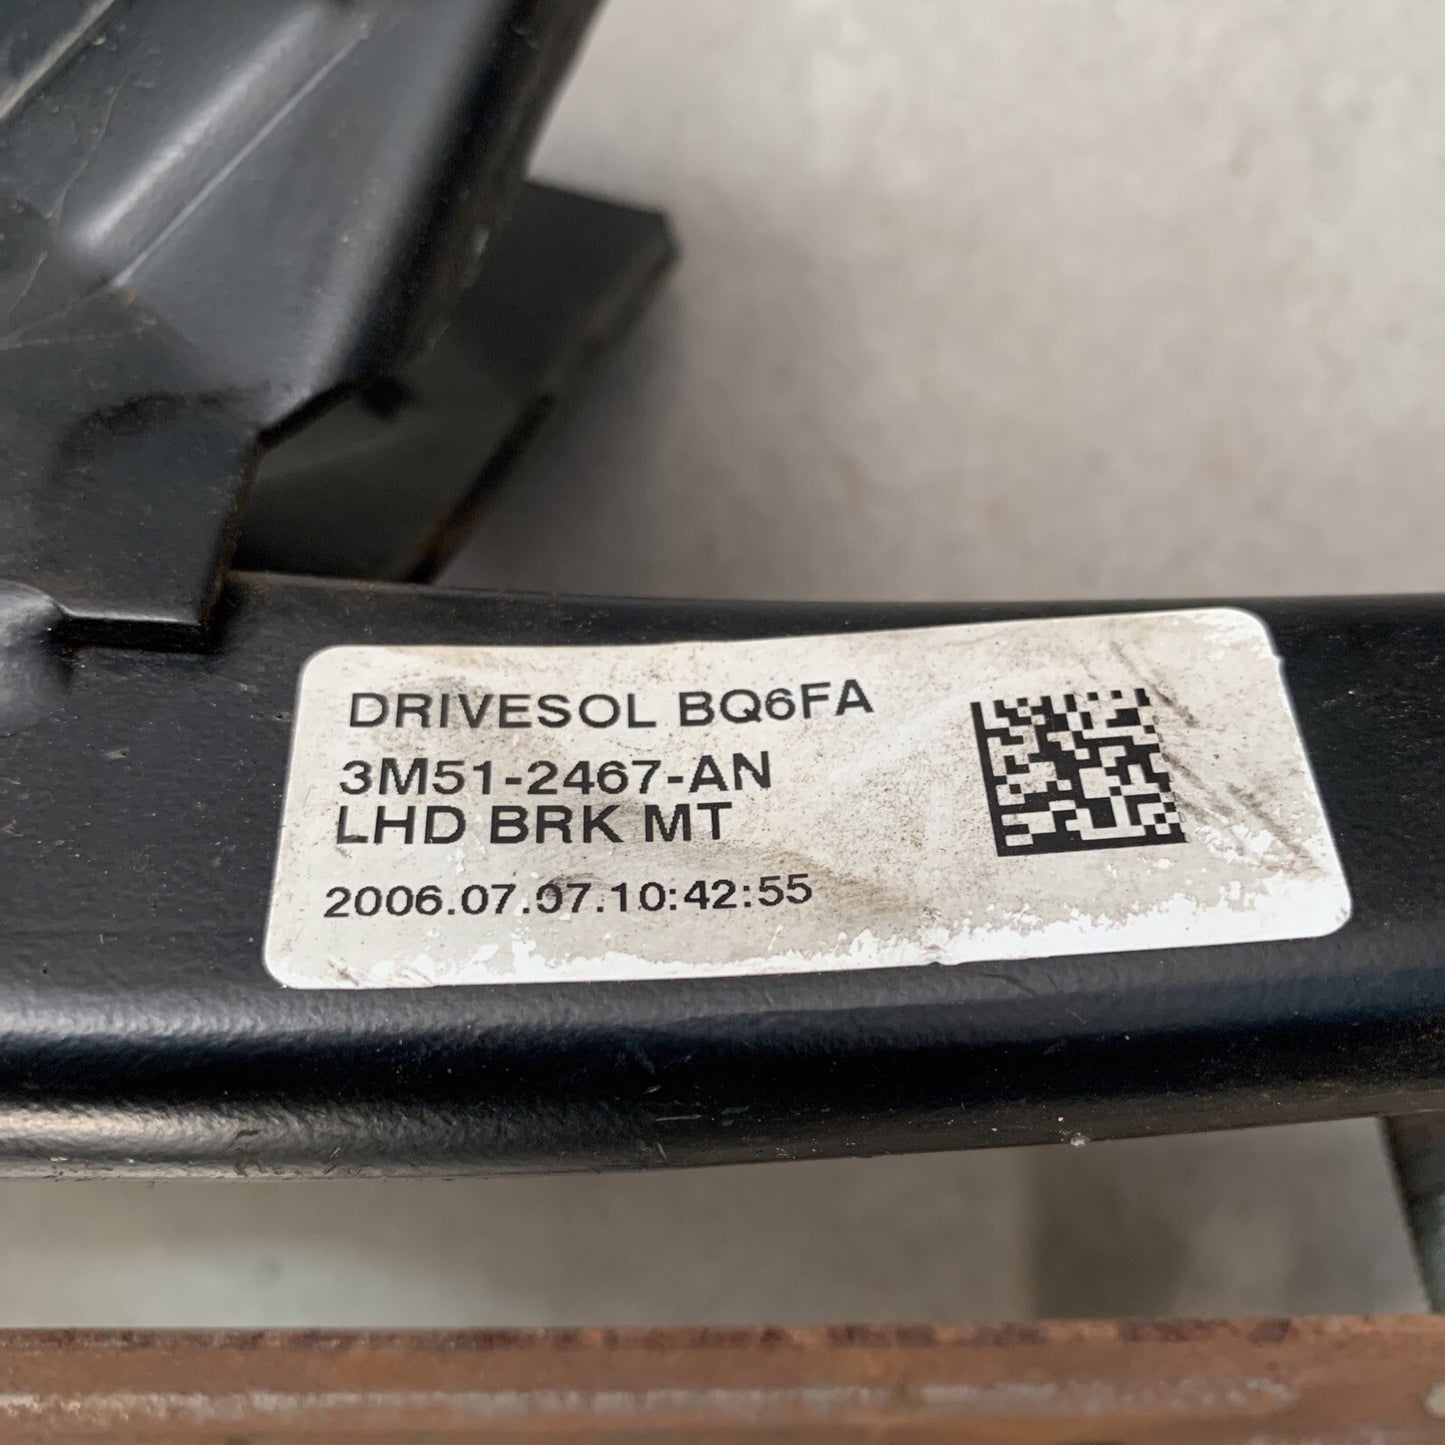 DRIVESOL BQ6FA
3M51-2467-AN
LHD BRK MT
2006.07.07.10:42:55